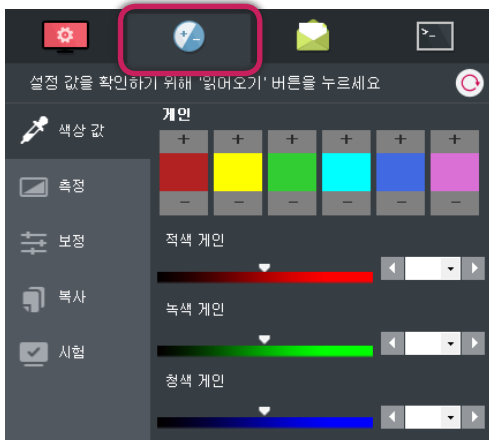 설정 값을 확인하기 위해 '읽어오기' 버튼을 누르세요
색상 값
측정
보정
복사
시험
게인
+ + + + + +
− − − − − −
적색 게인
녹색 게인
청색 게인